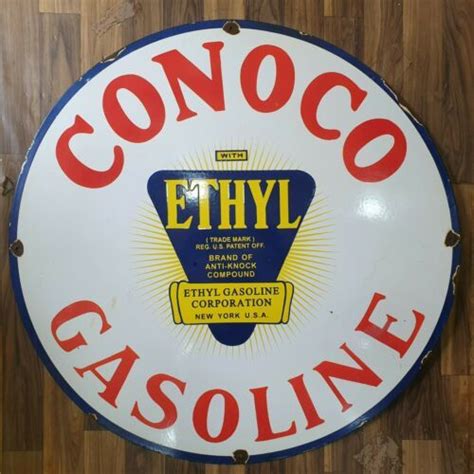 CONOCO
WITH
ETHYL
( TRADE MARK )
REG. U.S. PATENT OFF.
BRAND OF
ANTI-KNOCK
COMPOUND
ETHYL GASOLINE
CORPORATION
NEW YORK U.S.A.
GASOLINE